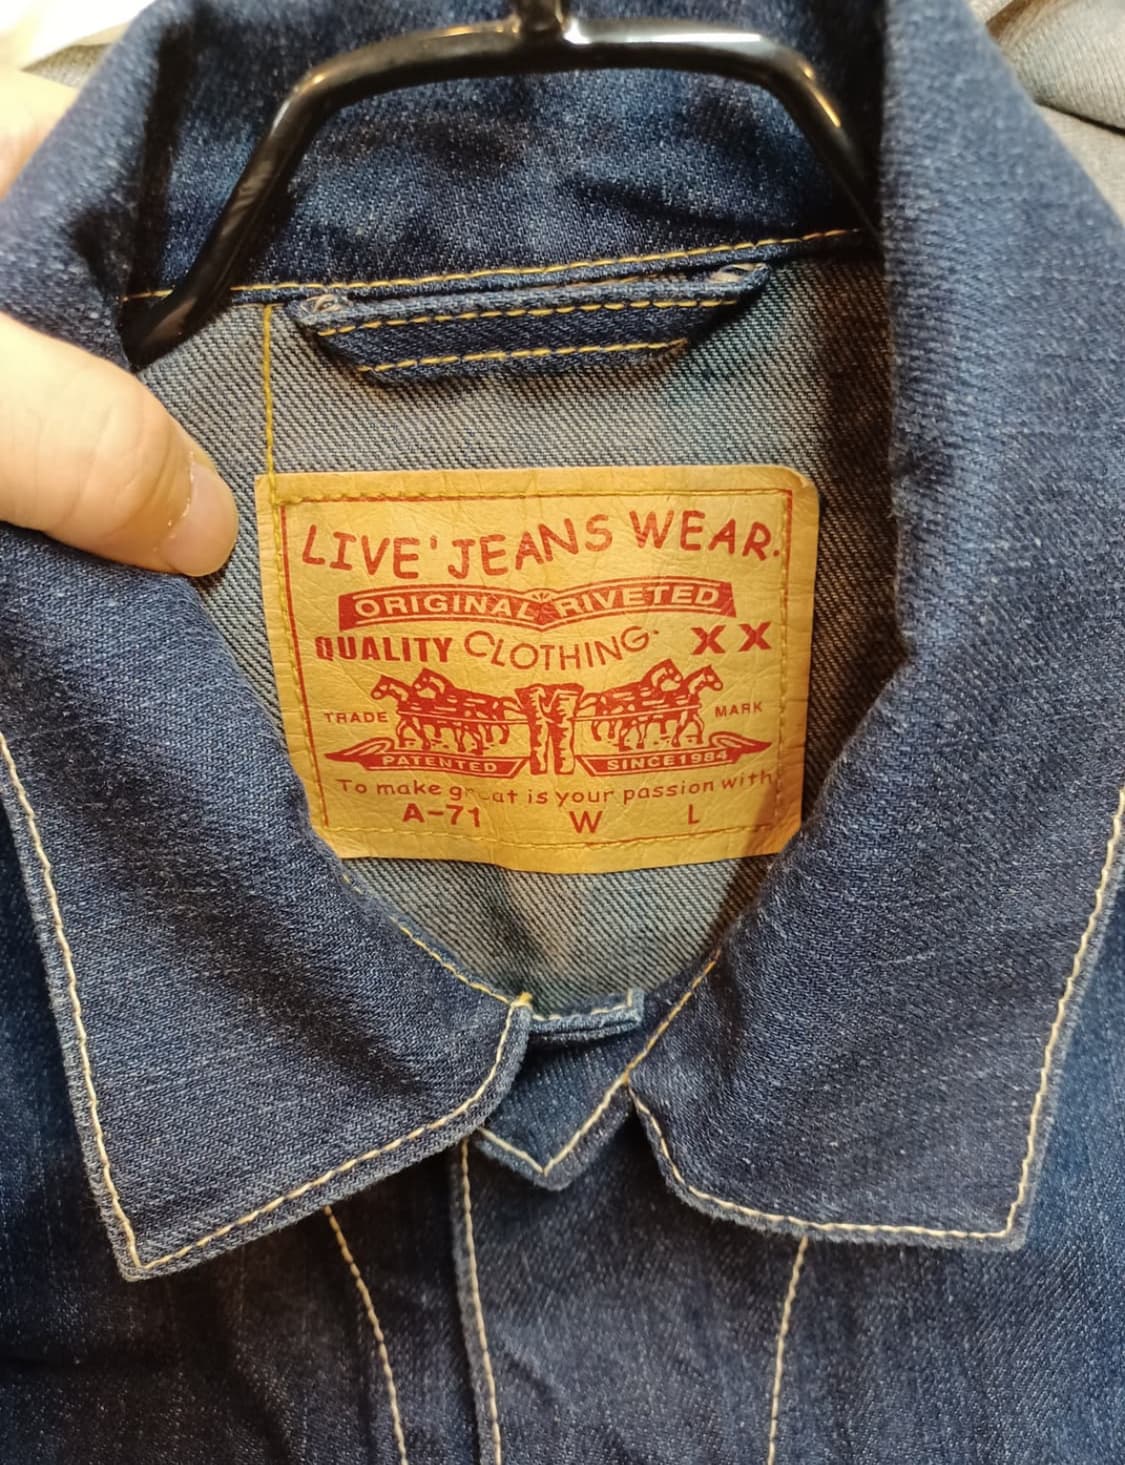 LIVE' JEANS WEAR.
ORIGINAL RIVETED
QUALITY CLOTHING. XX
TRADE MARK
PATENTED SINCE1984
To make great is your passion with
A-71 W L